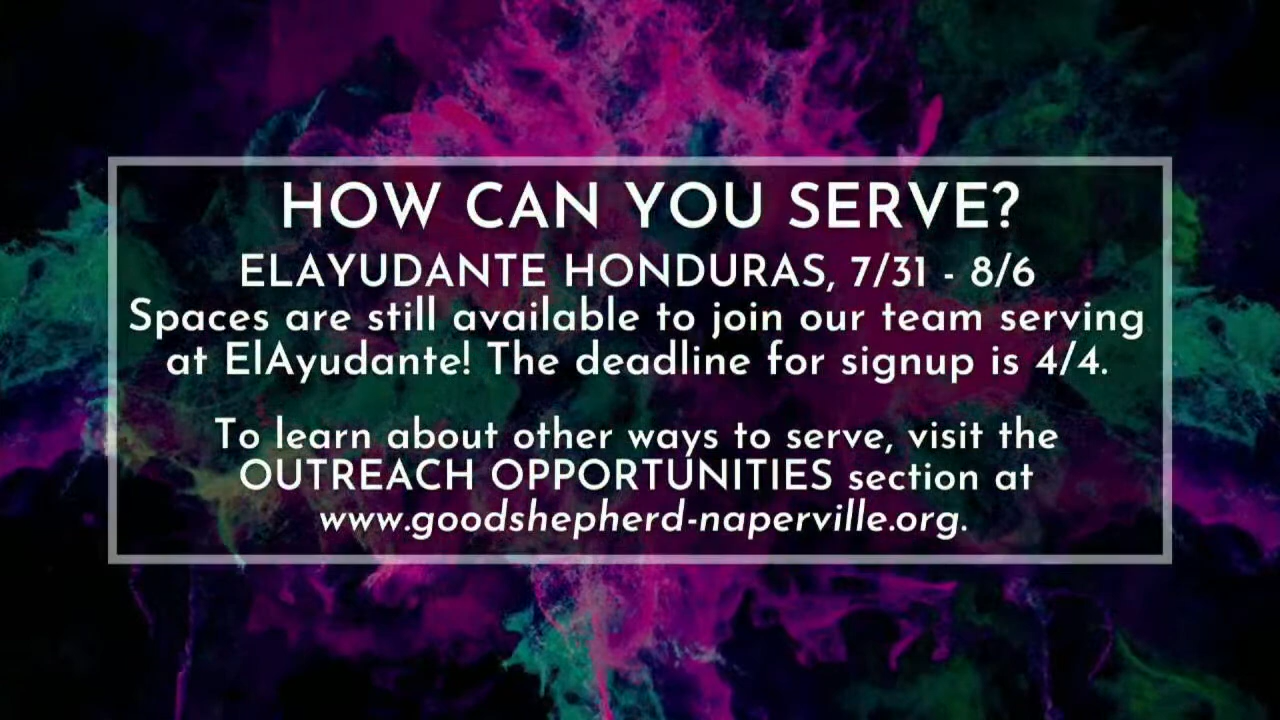 HOW CAN YOU SERVE?
ELAYUDANTE HONDURAS, 7/31 - 8/6
Spaces are still available to join our team serving
at ElAyudante! The deadline for signup is 4/4.
To learn about other ways to serve, visit the
OUTREACH OPPORTUNITIES section at
www.goodshepherd-naperville.org.